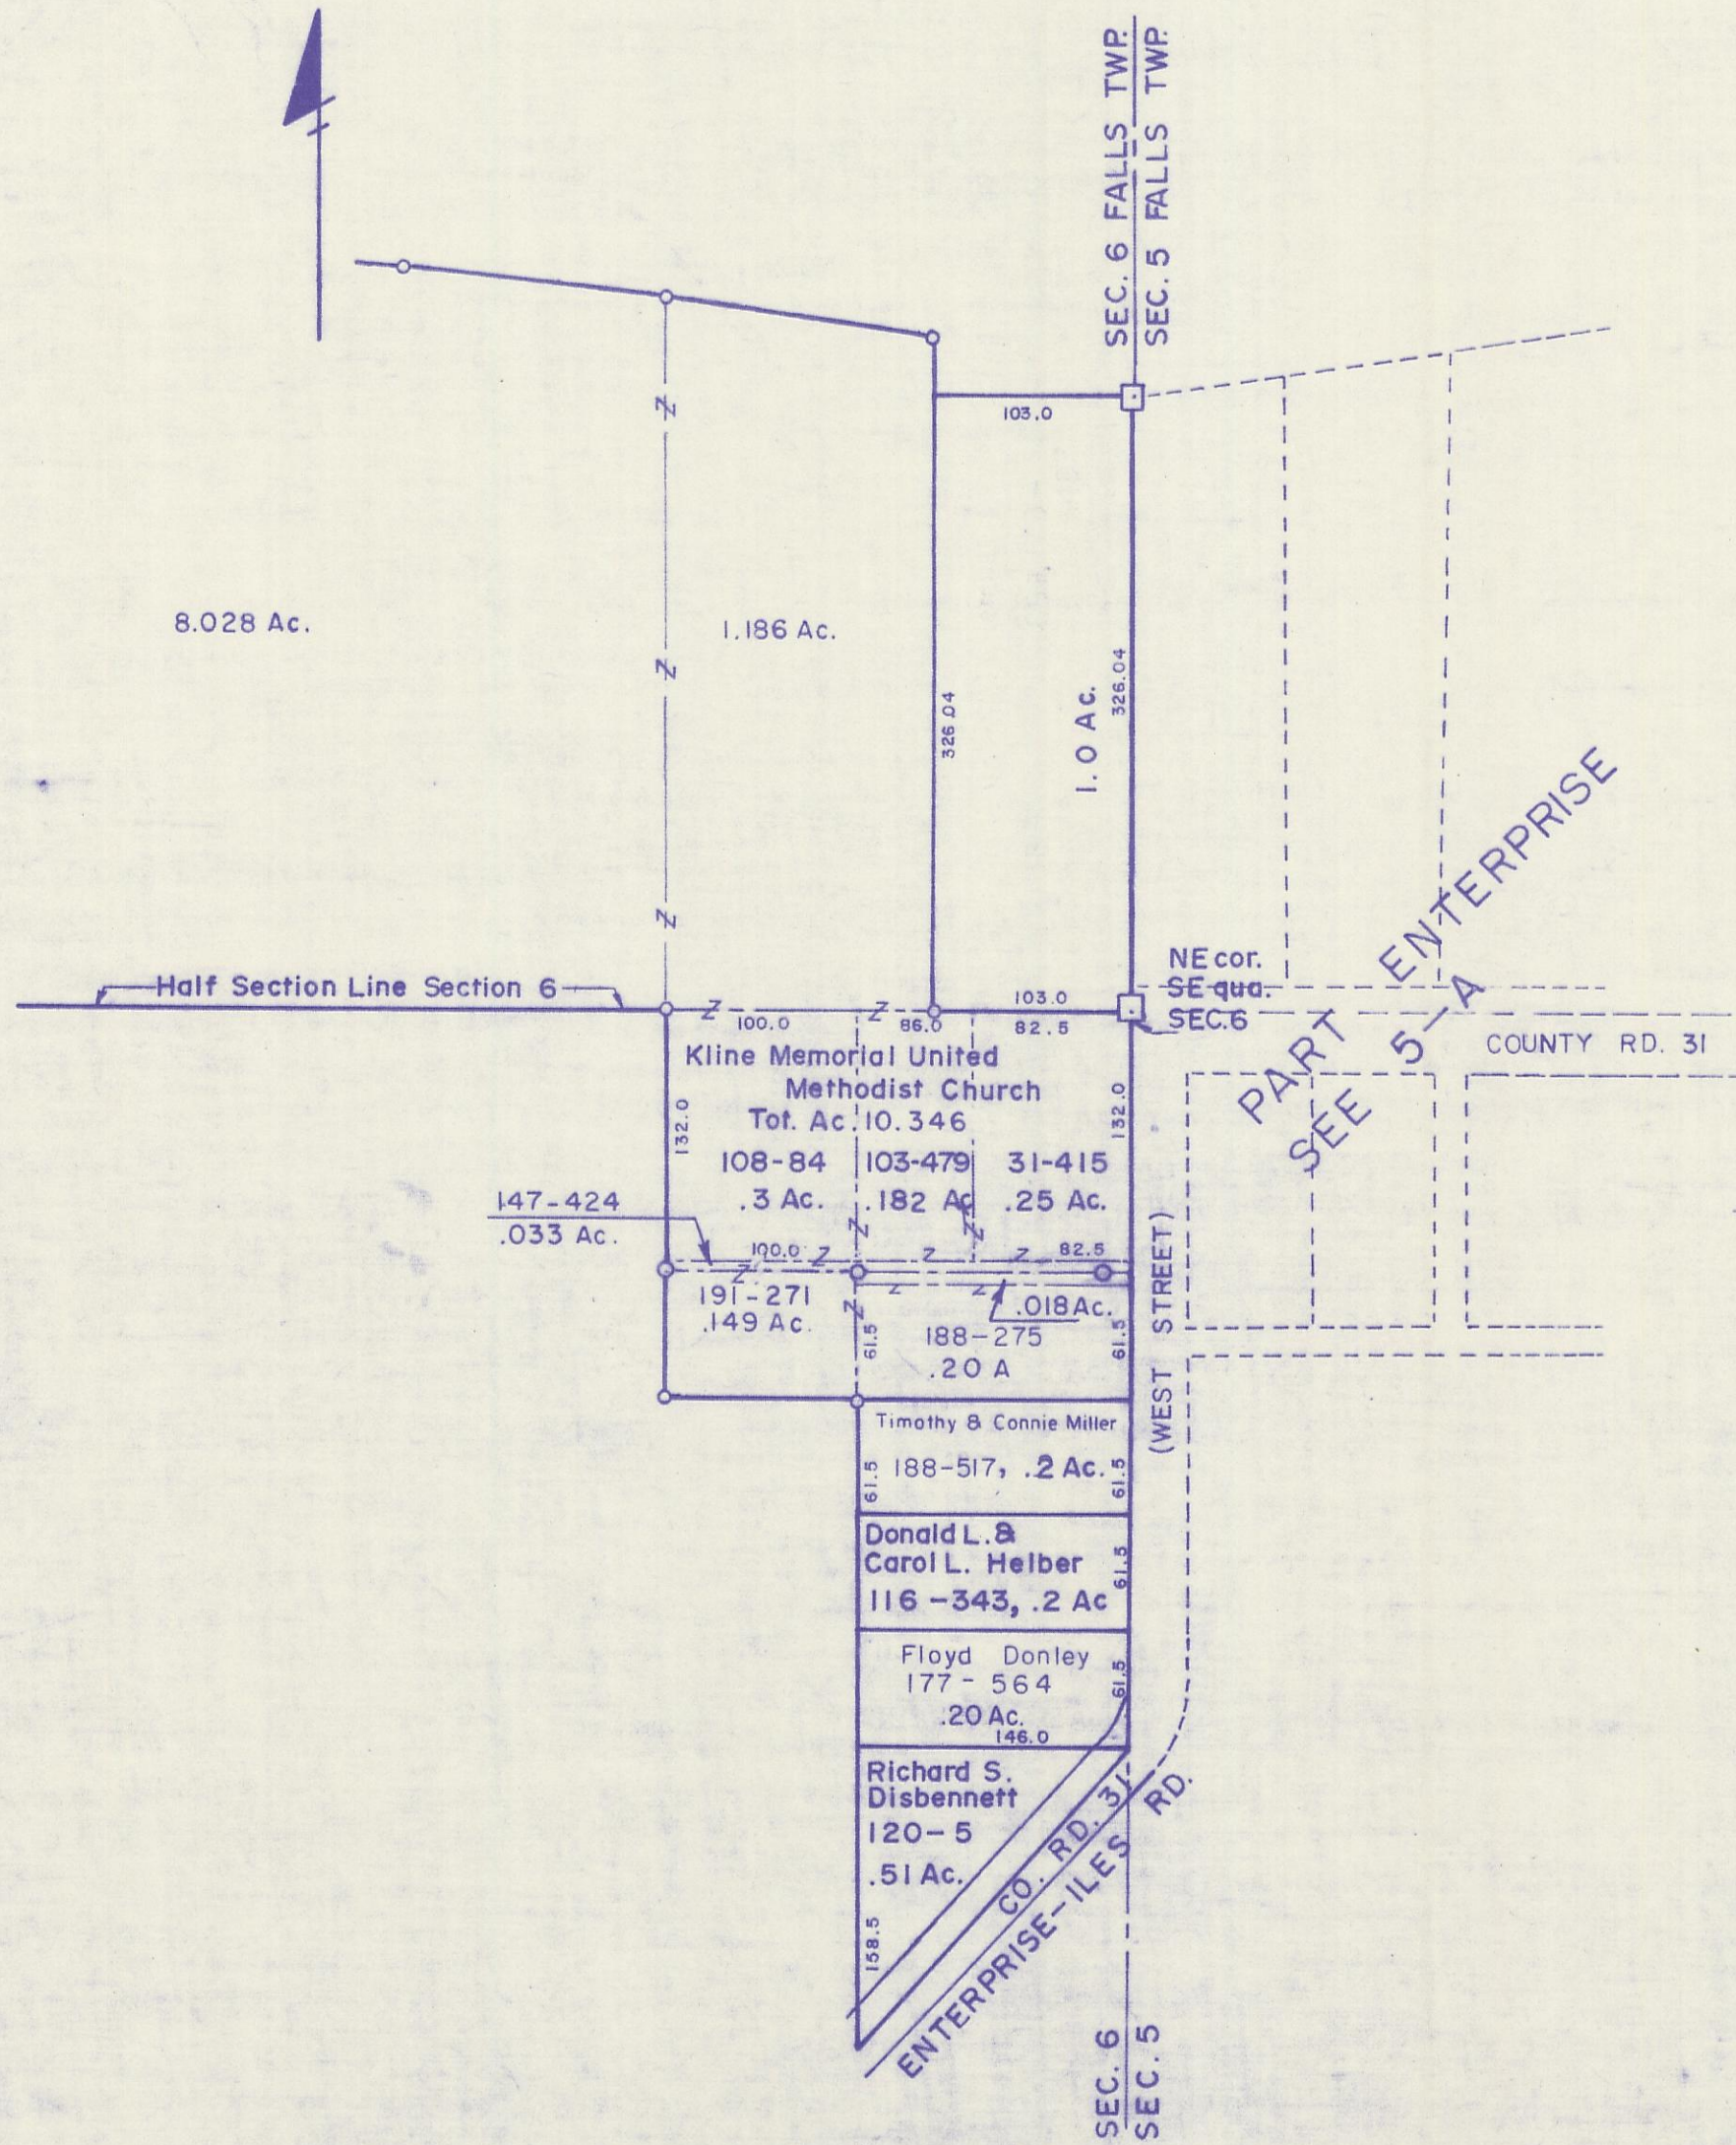 SEC. 6 FALLS TWP.
SEC. 5 FALLS TWP.
103.0
8.028 Ac.
1.186 Ac.
326.04
1.0 Ac.
326.04
PART ENTERPRISE
SEE 5-A
NE cor.
SE qua.
SEC.6
Half Section Line Section 6
100.0
86.0
103.0
82.5
COUNTY RD. 31
Kline Memorial United
Methodist Church
Tot. Ac. 10.346
132.0
132.0
108-84
.3 Ac.
103-479
.182 Ac
31-415
.25 Ac.
147-424
.033 Ac.
100.0
82.5
191-271
.149 Ac.
61.5
.018 Ac.
188-275
.20 A
61.5
(WEST STREET)
Timothy & Connie Miller
61.5
188-517, .2 Ac.
61.5
Donald L. &
Carol L. Helber
116-343, .2 Ac
61.5
Floyd Donley
177-564
.20 Ac.
61.5
146.0
Richard S.
Disbennett
120-5
.51 Ac.
158.5
CO. RD. 31
ENTERPRISE-ILES RD.
SEC. 6
SEC. 5